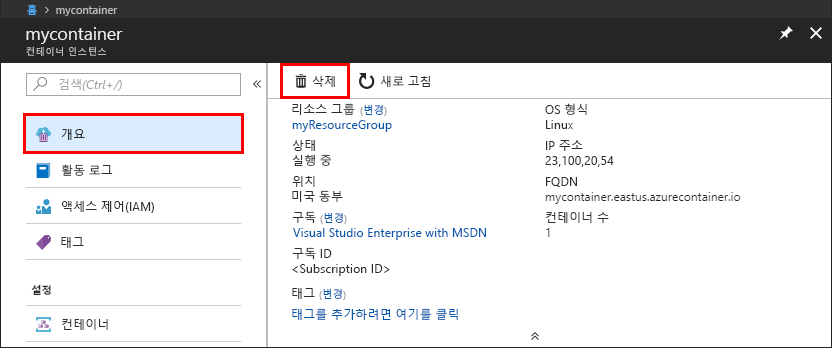 홈 > mycontainer
mycontainer
컨테이너 인스턴스
검색(Ctrl+/)
개요
활동 로그
액세스 제어(IAM)
태그
설정
컨테이너
삭제 새로 고침
리소스 그룹 (변경)
myResourceGroup
상태
실행 중
위치
미국 동부
구독 (변경)
Visual Studio Enterprise with MSDN
구독 ID
<Subscription ID>
태그 (변경)
태그를 추가하려면 여기를 클릭
OS 형식
Linux
IP 주소
23,100,20,54
FQDN
mycontainer.eastus.azurecontainer.io
컨테이너 수
1